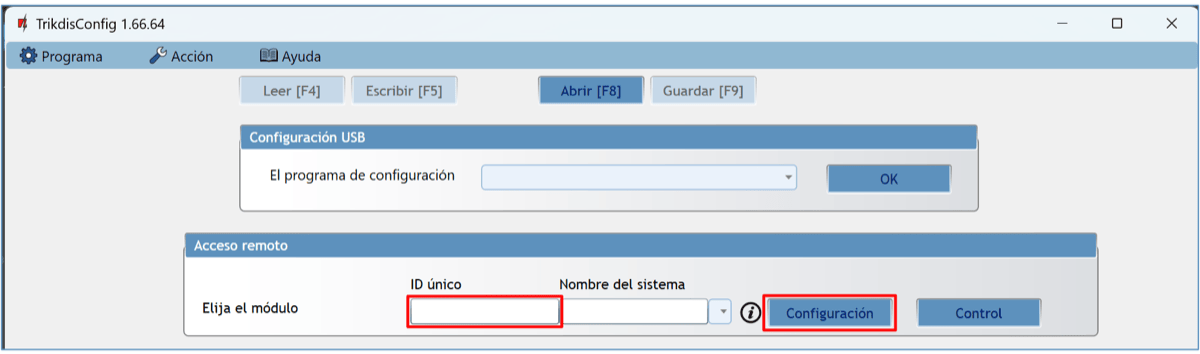 TrikdisConfig 1.66.64
Programa Acción Ayuda
Leer [F4] Escribir [F5] Abrir [F8] Guardar [F9]
Configuración USB
El programa de configuración OK
Acceso remoto
ID único Nombre del sistema
Elija el módulo i Configuración Control